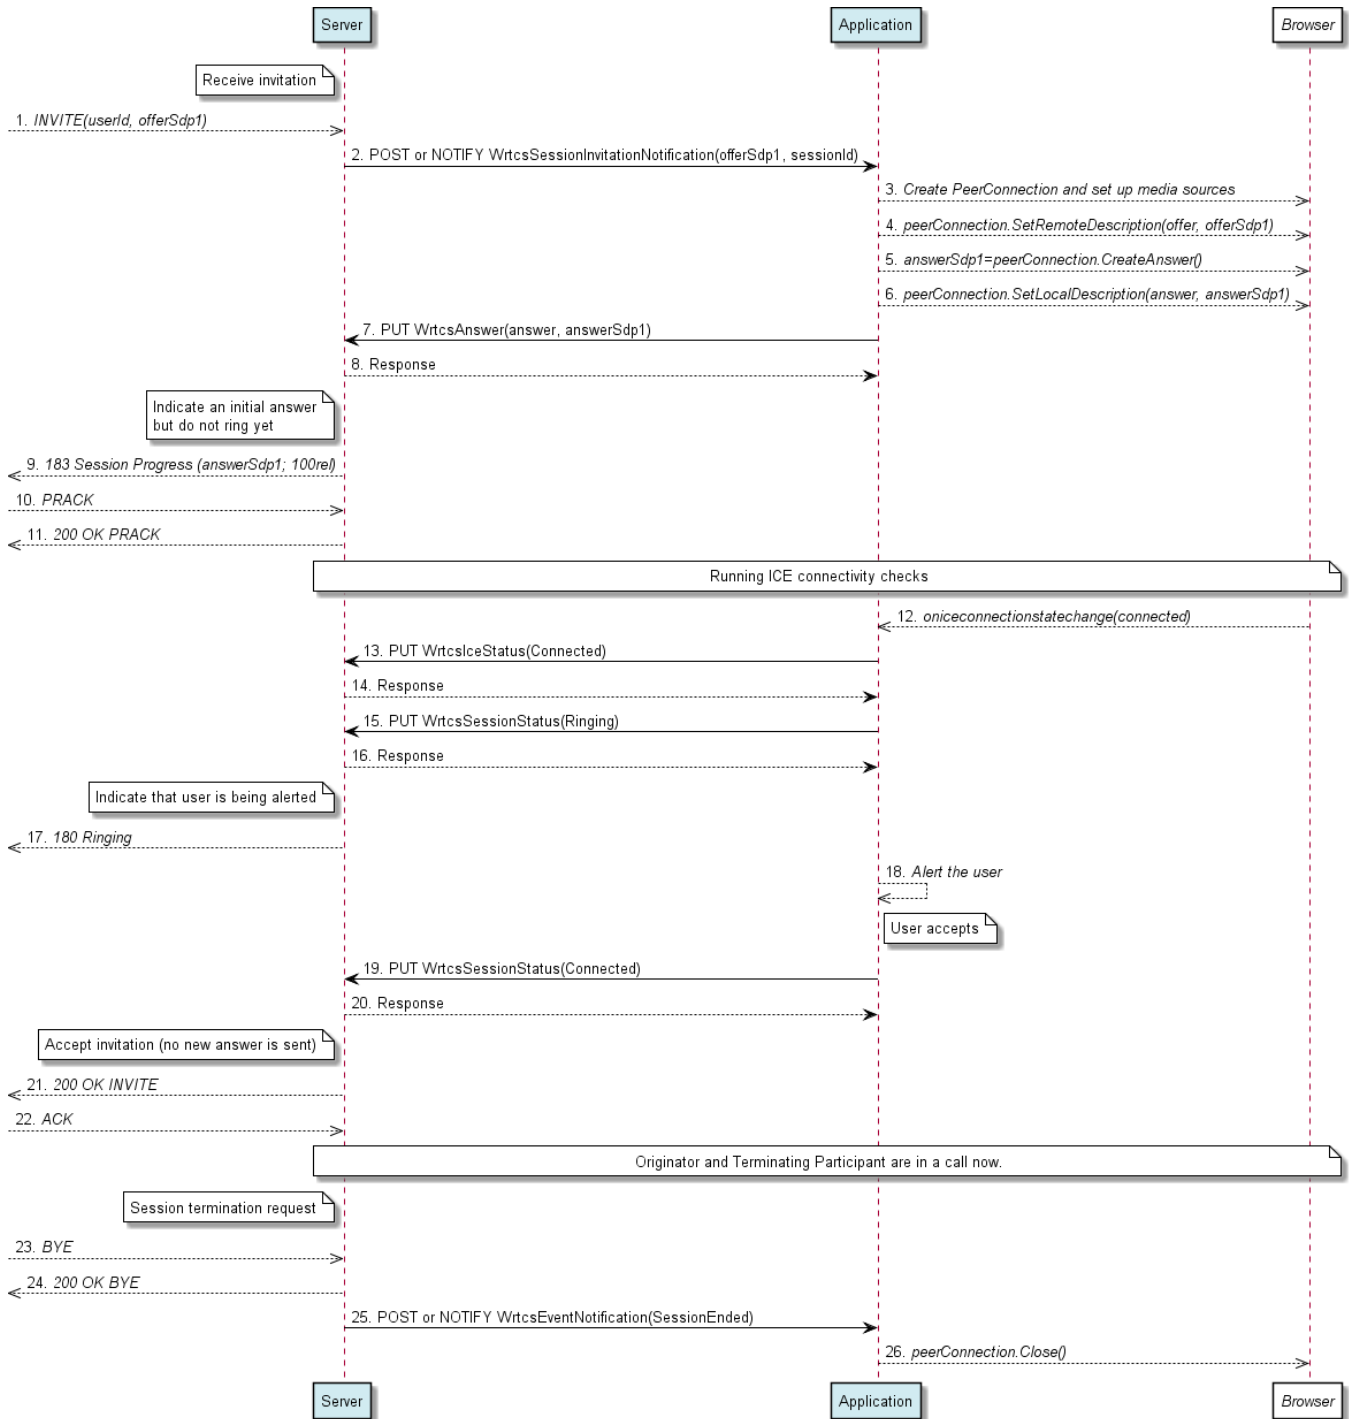 Server
Application
Browser
Receive invitation
1. INVITE(userId, offerSdp1)
2. POST or NOTIFY WrtcsSessionInvitationNotification(offerSdp1, sessionId)
3. Create PeerConnection and set up media sources
4. peerConnection.SetRemoteDescription(offer, offerSdp1)
5. answerSdp1=peerConnection.CreateAnswer()
6. peerConnection.SetLocalDescription(answer, answerSdp1)
7. PUT WrtcsAnswer(answer, answerSdp1)
8. Response
Indicate an initial answer
but do not ring yet
9. 183 Session Progress (answerSdp1; 100rel)
10. PRACK
11. 200 OK PRACK
Running ICE connectivity checks
12. oniceconnectionstatechange(connected)
13. PUT WrtcsIceStatus(Connected)
14. Response
15. PUT WrtcsSessionStatus(Ringing)
16. Response
Indicate that user is being alerted
17. 180 Ringing
18. Alert the user
User accepts
19. PUT WrtcsSessionStatus(Connected)
20. Response
Accept invitation (no new answer is sent)
21. 200 OK INVITE
22. ACK
Originator and Terminating Participant are in a call now.
Session termination request
23. BYE
24. 200 OK BYE
25. POST or NOTIFY WrtcsEventNotification(SessionEnded)
26. peerConnection.Close()
Server
Application
Browser